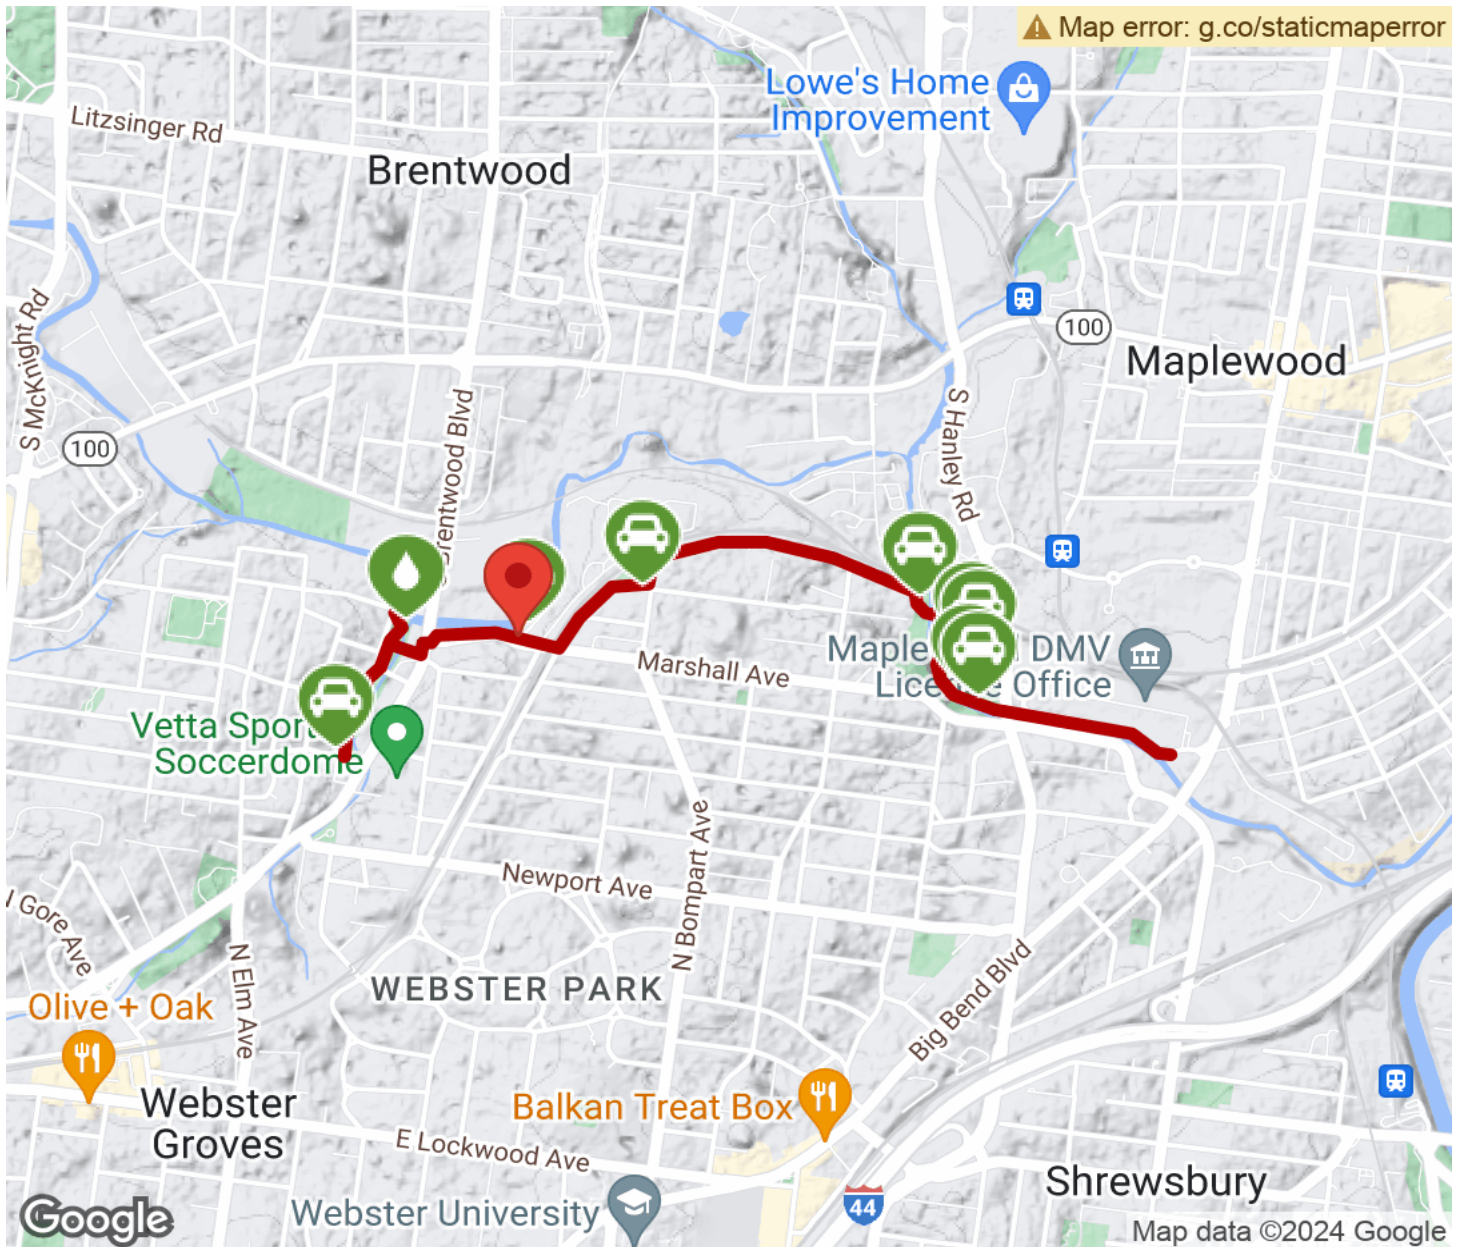 Map error: g.co/staticmaperror
Lowe's Home
Improvement
Litzsinger Rd
Brentwood
100
Maplewood
S McKnight Rd
100
Brentwood Blvd
S Hanley Rd
Marshall Ave
DMV
Office
Vetta
Soccerdome
Newport Ave
N Bompart Ave
Gore Ave
N Elm Ave
WEBSTER PARK
Big Bend Blvd
Olive + Oak
Balkan Treat Box
Webster
Groves
E Lockwood Ave
Shrewsbury
Webster University
44
Google
Map data ©2024 Google